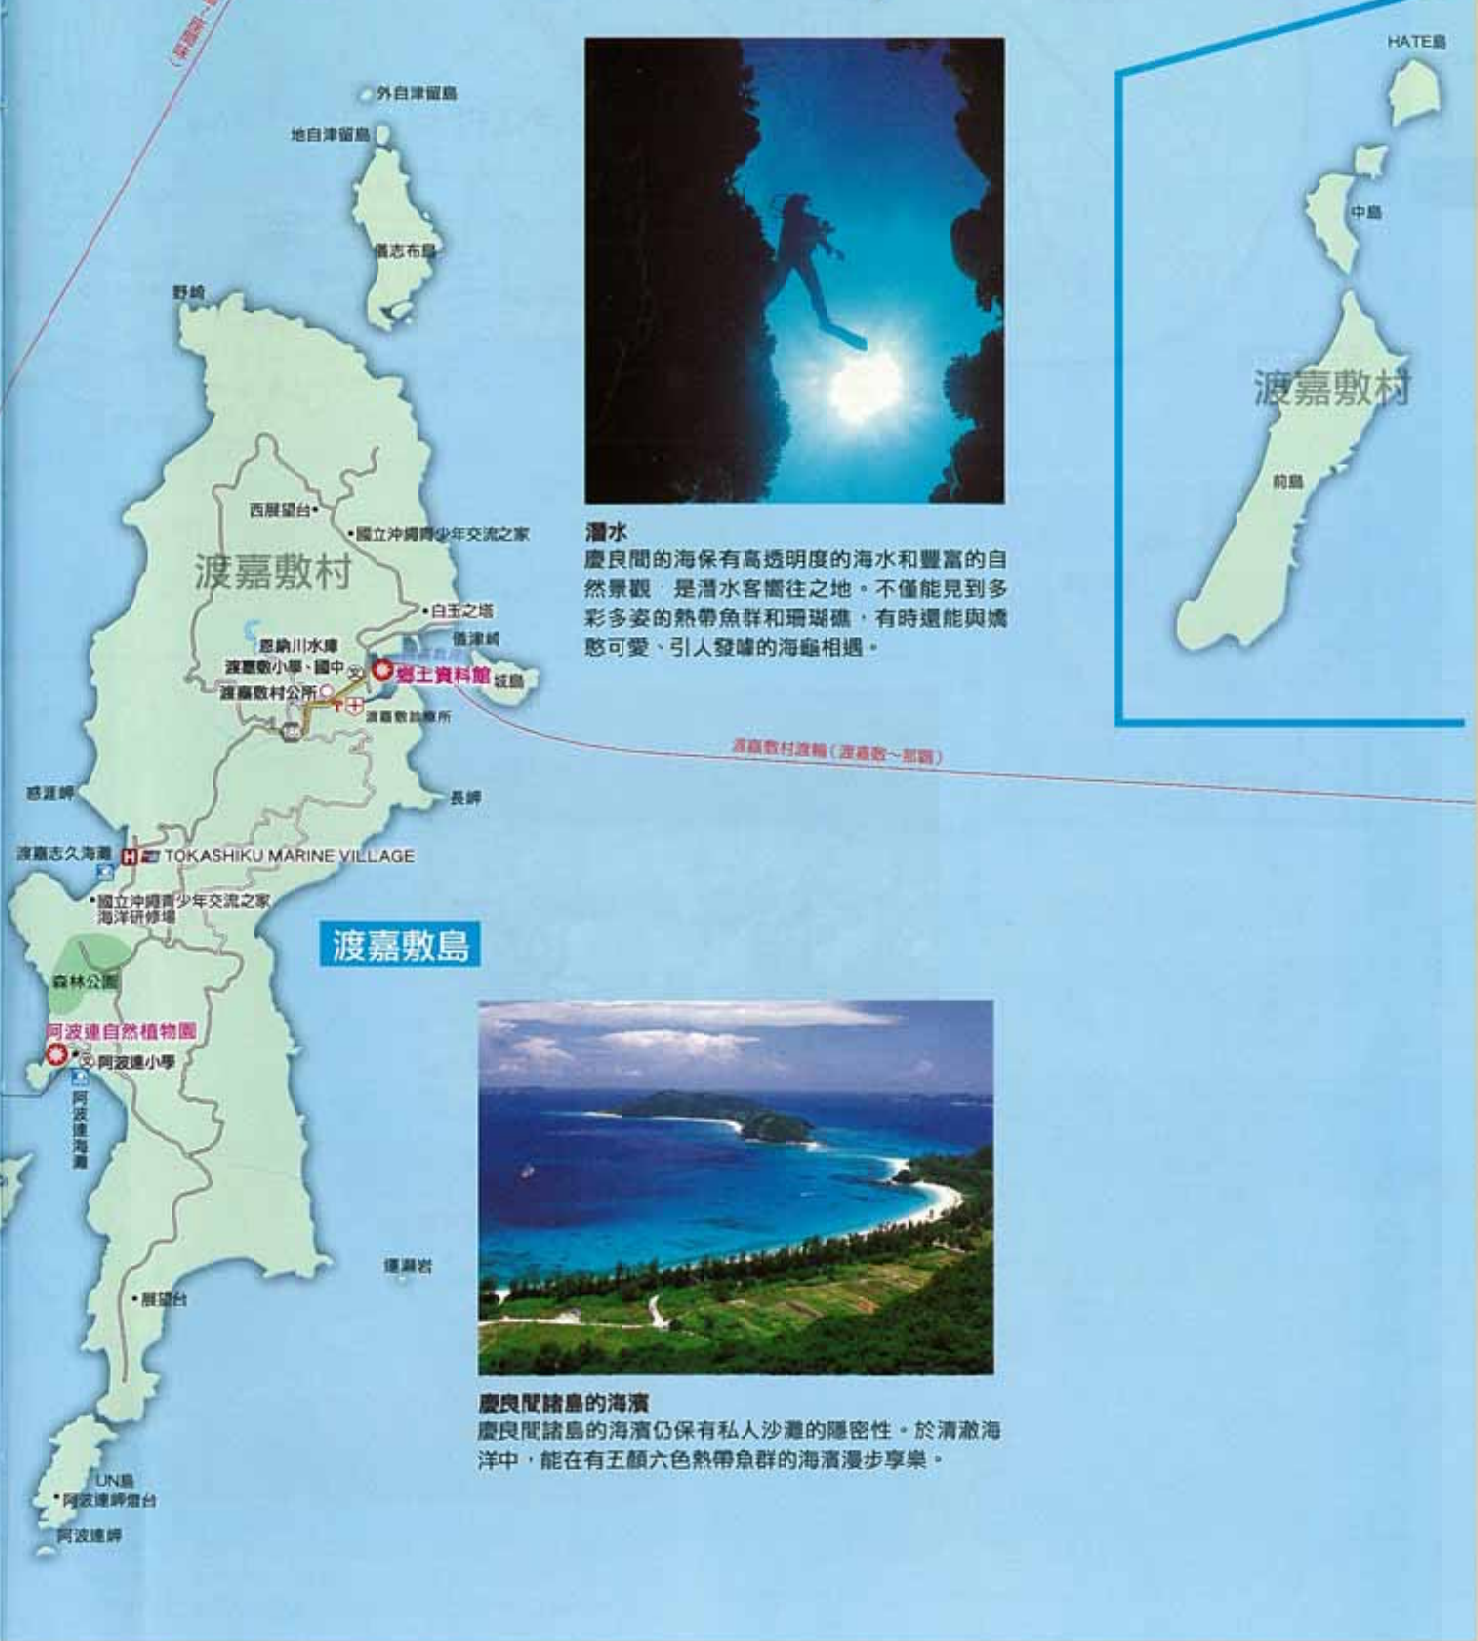 座間味）
HATE島
外自津留島
地自津留島
中島
儀志布島
野崎
渡嘉敷村
前島
西展望台
國立沖繩青少年交流之家
渡嘉敷村
白玉之塔
儀津崎
恩納川水庫
渡嘉敷小學、國中
鄉土資料館
城島
渡嘉敷村公所
渡嘉敷診療所
潛水
慶良間的海保有高透明度的海水和豐富的自
然景觀 是潛水客嚮往之地。不僅能見到多
彩多姿的熱帶魚群和珊瑚礁，有時還能與嬌
憨可愛、引人發噱的海龜相遇。
渡嘉敷村渡輪（渡嘉敷～那霸）
惑涯岬
長岬
渡嘉志久海灘
H
TOKASHIKU MARINE VILLAGE
國立沖繩青少年交流之家
海洋研修場
渡嘉敷島
森林公園
阿波連自然植物園
阿波連小學
阿波連海灘
運瀨岩
展望台
慶良間諸島的海濱
慶良間諸島的海濱仍保有私人沙灘的隱密性。於清澈海
洋中，能在有五顏六色熱帶魚群的海濱漫步享樂。
UN島
阿波連岬燈台
阿波連岬